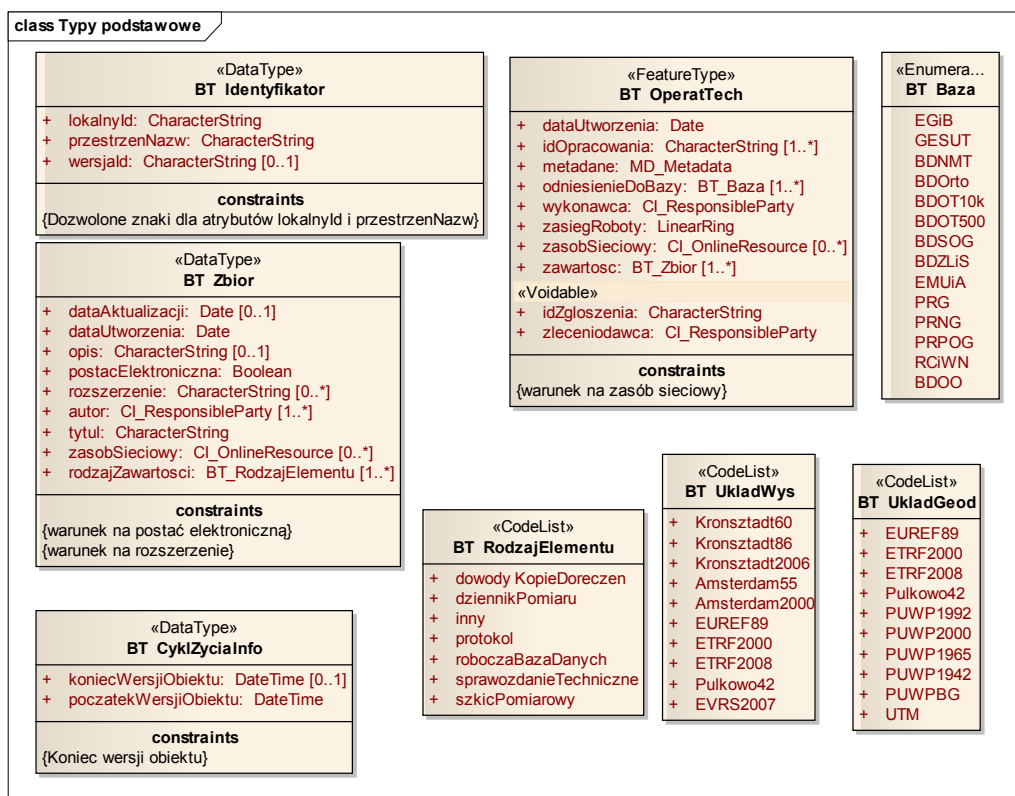 class Typy podstawowe
«DataType»
BT_Identyfikator
+ lokalnyId: CharacterString
+ przestrzenNazw: CharacterString
+ wersjaId: CharacterString [0..1]
constraints
{Dozwolone znaki dla atrybutów lokalnyId i przestrzenNazw}
«DataType»
BT_Zbior
+ dataAktualizacji: Date [0..1]
+ dataUtworzenia: Date
+ opis: CharacterString [0..1]
+ postacElektroniczna: Boolean
+ rozszerzenie: CharacterString [0..*]
+ autor: CI_ResponsibleParty [1..*]
+ tytul: CharacterString
+ zasobSieciowy: CI_OnlineResource [0..*]
+ rodzajZawartosci: BT_RodzajElementu [1..*]
constraints
{warunek na postać elektroniczną}
{warunek na rozszerzenie}
«DataType»
BT_CyklZyciaInfo
+ koniecWersjiObiektu: DateTime [0..1]
+ poczatekWersjiObiektu: DateTime
constraints
{Koniec wersji obiektu}
«FeatureType»
BT_OperatTech
+ dataUtworzenia: Date
+ idOpracowania: CharacterString [1..*]
+ metadane: MD_Metadata
+ odniesienieDoBazy: BT_Baza [1..*]
+ wykonawca: CI_ResponsibleParty
+ zasiegRoboty: LinearRing
+ zasobSieciowy: CI_OnlineResource [0..*]
+ zawartosc: BT_Zbior [1..*]
«Voidable»
+ idZgloszenia: CharacterString
+ zleceniodawca: CI_ResponsibleParty
constraints
{warunek na zasób sieciowy}
«Enumera...
BT_Baza
EGiB
GESUT
BDNMT
BDOrto
BDOT10k
BDOT500
BDSOG
BDZLiS
EMUiA
PRG
PRNG
PRPOG
RCiWN
BDOO
«CodeList»
BT_RodzajElementu
+ dowody KopieDoreczen
+ dziennikPomiaru
+ inny
+ protokol
+ roboczaBazaDanych
+ sprawozdanieTechniczne
+ szkicPomiarowy
«CodeList»
BT_UkladWys
+ Kronsztadt60
+ Kronsztadt86
+ Kronsztadt2006
+ Amsterdam55
+ Amsterdam2000
+ EUREF89
+ ETRF2000
+ ETRF2008
+ Pulkowo42
+ EVRS2007
«CodeList»
BT_UkladGeod
+ EUREF89
+ ETRF2000
+ ETRF2008
+ Pulkowo42
+ PUWP1992
+ PUWP2000
+ PUWP1965
+ PUWP1942
+ PUWPBG
+ UTM